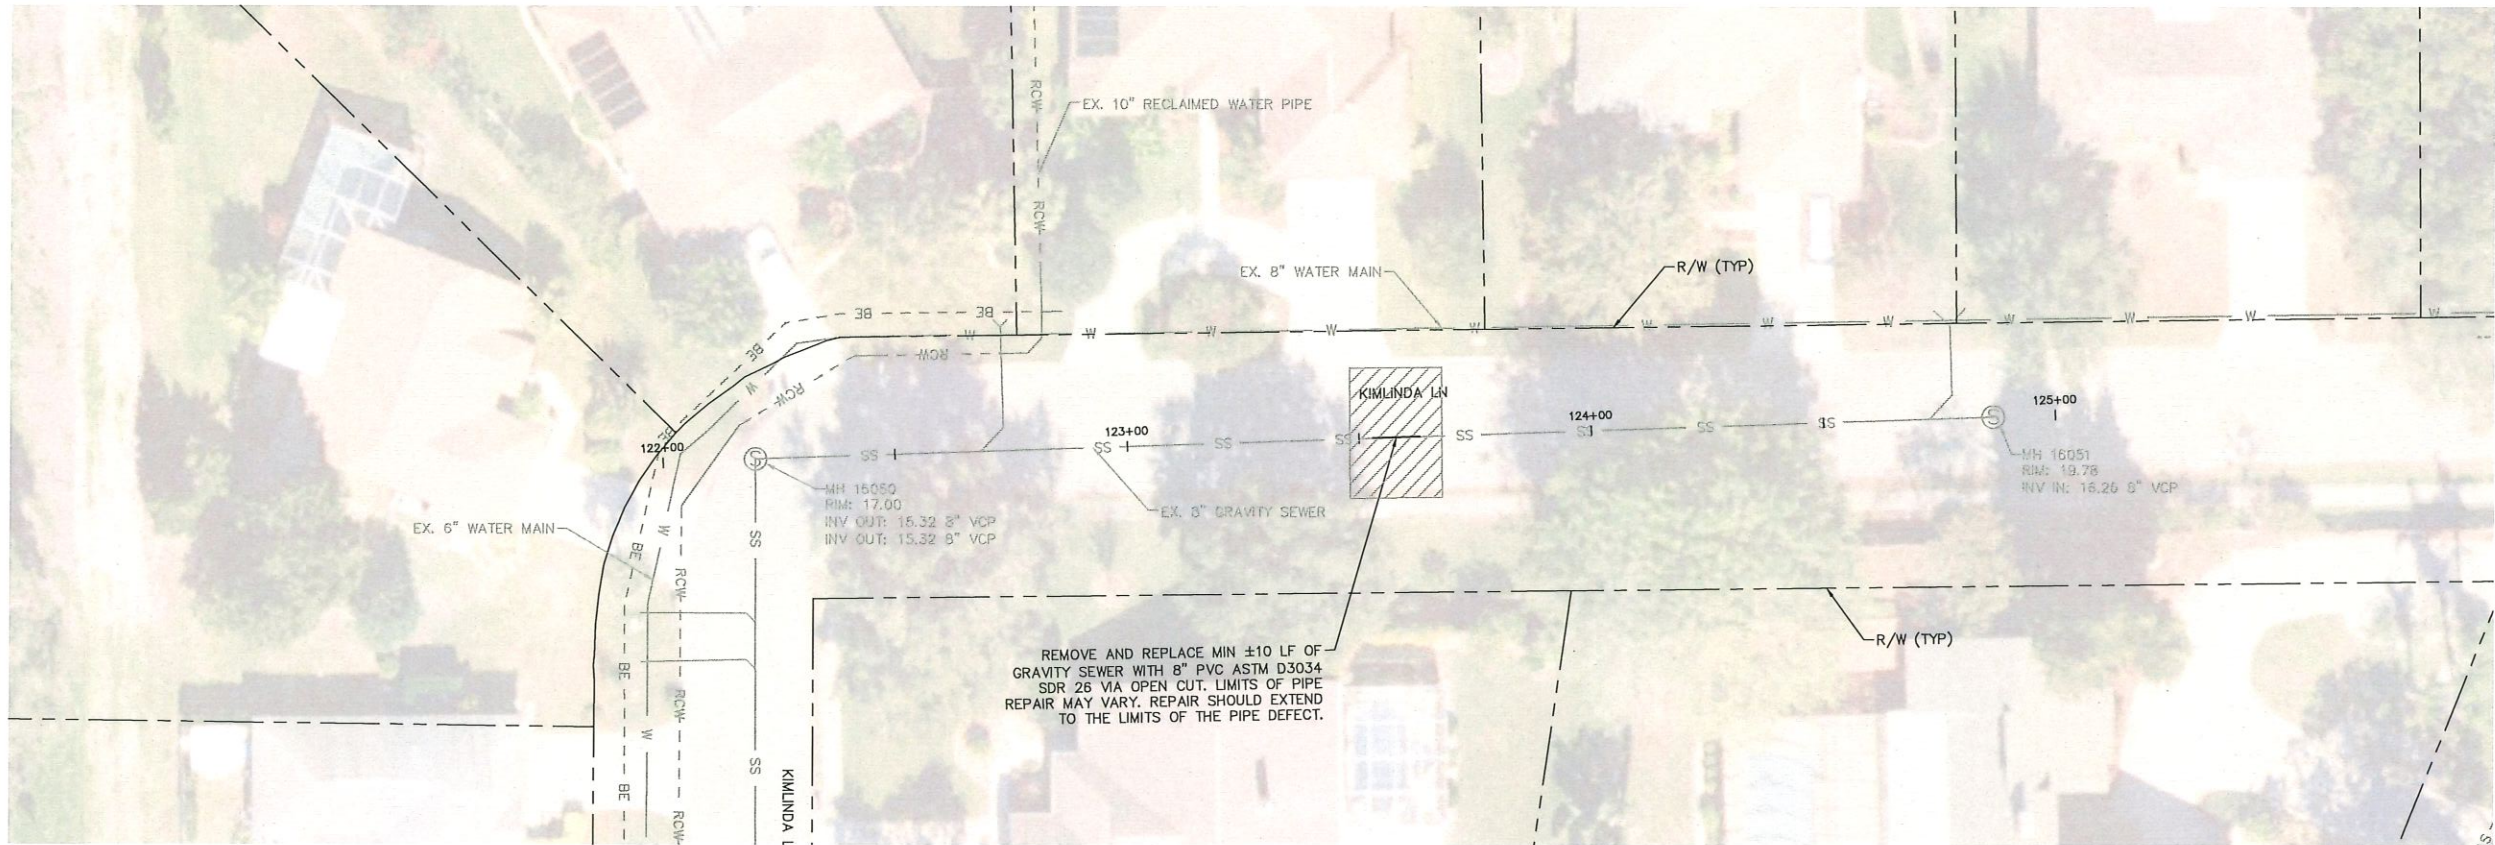 RCW
EX. 10" RECLAIMED WATER PIPE
RCW
EX. 8" WATER MAIN
R/W (TYP)
BE
BE
W
W
W
W
W
W
W
W
W
W
W
W
BE
RCW
W
RCW
KIMLINDA LN
BE
122+00
123+00
124+00
125+00
SS
SS
SS
SS
SS
SS
SS
SS
S
MH 16051
RIM: 19.78
INV IN: 16.26 8" VCP
RIM: 17.00
INV OUT: 15.32 8" VCP
INV OUT: 15.32 8" VCP
EX. 8" GRAVITY SEWER
EX. 6" WATER MAIN
W
SS
BE
RCW
R/W (TYP)
REMOVE AND REPLACE MIN ±10 LF OF
GRAVITY SEWER WITH 8" PVC ASTM D3034
SDR 26 VIA OPEN CUT. LIMITS OF PIPE
REPAIR MAY VARY. REPAIR SHOULD EXTEND
TO THE LIMITS OF THE PIPE DEFECT.
BE
RCW
W
SS
KIMLINDA L
BE
RCW